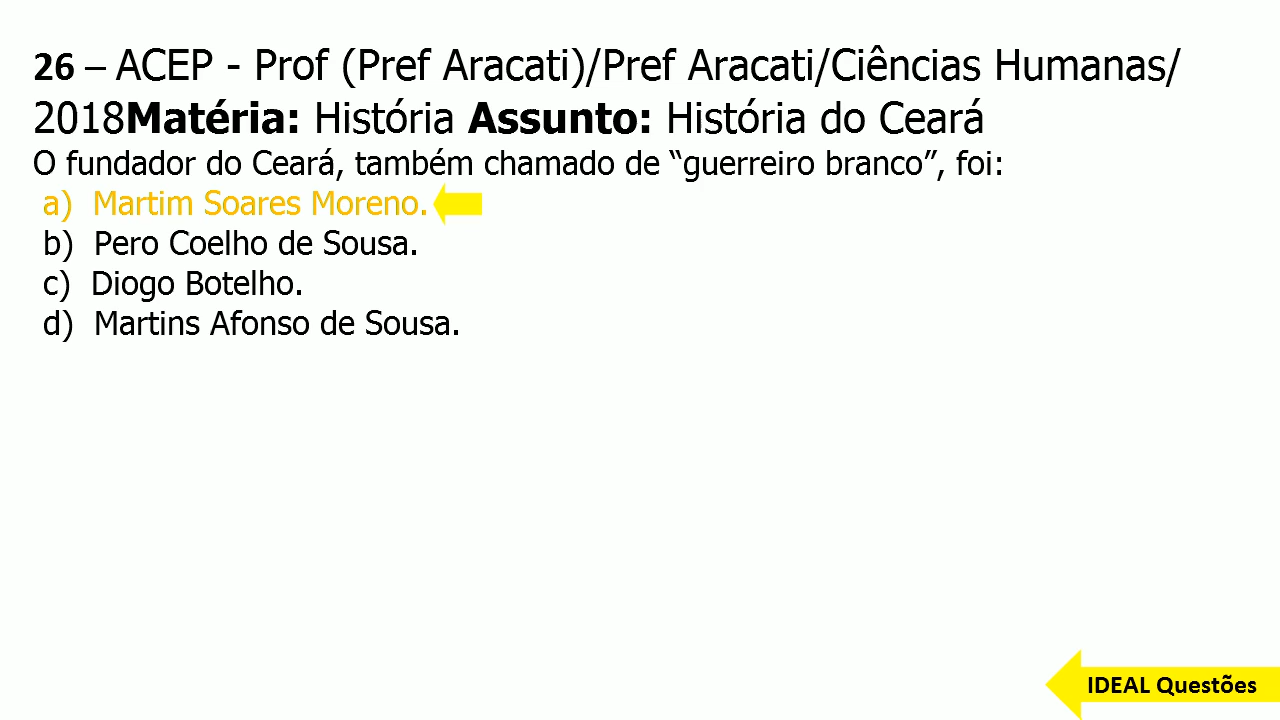 26 – ACEP - Prof (Pref Aracati)/Pref Aracati/Ciências Humanas/
2018Matéria: História Assunto: História do Ceará
O fundador do Ceará, também chamado de “guerreiro branco”, foi:
a) Martim Soares Moreno.
b) Pero Coelho de Sousa.
c) Diogo Botelho.
d) Martins Afonso de Sousa.
IDEAL Questões